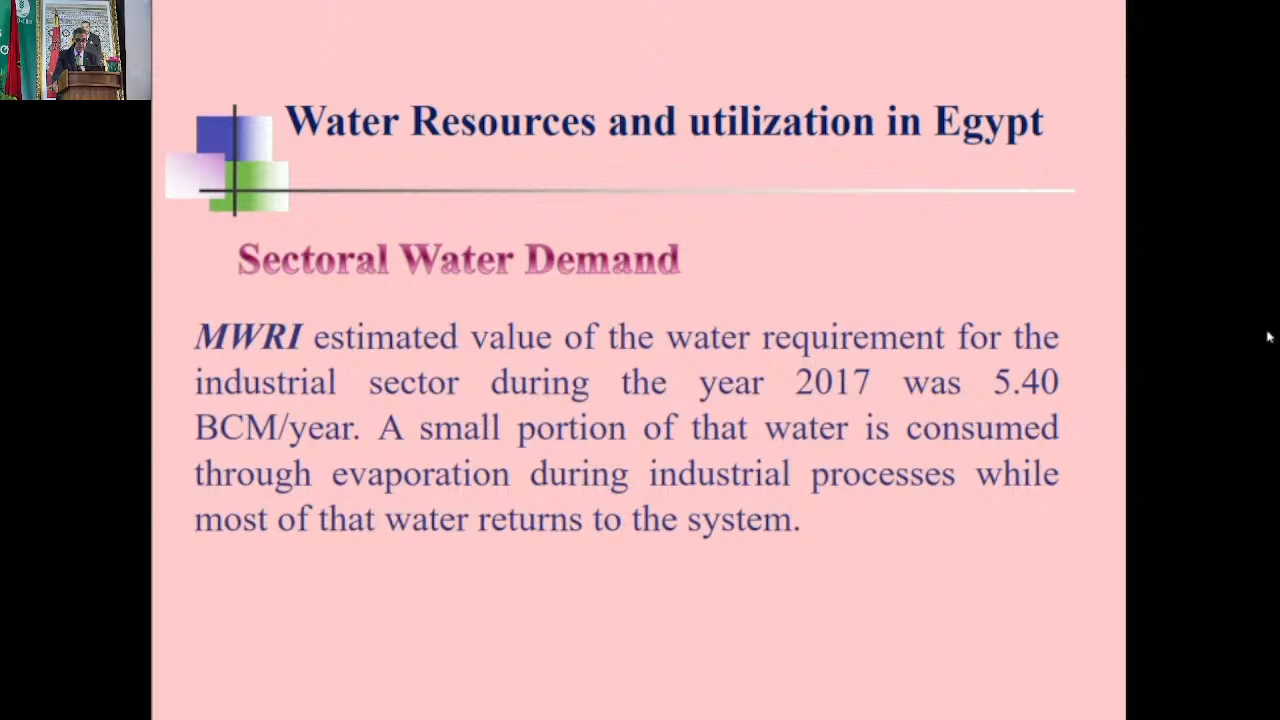 Water Resources and utilization in Egypt
Sectoral Water Demand
MWRI estimated value of the water requirement for the
industrial sector during the year 2017 was 5.40
BCM/year. A small portion of that water is consumed
through evaporation during industrial processes while
most of that water returns to the system.